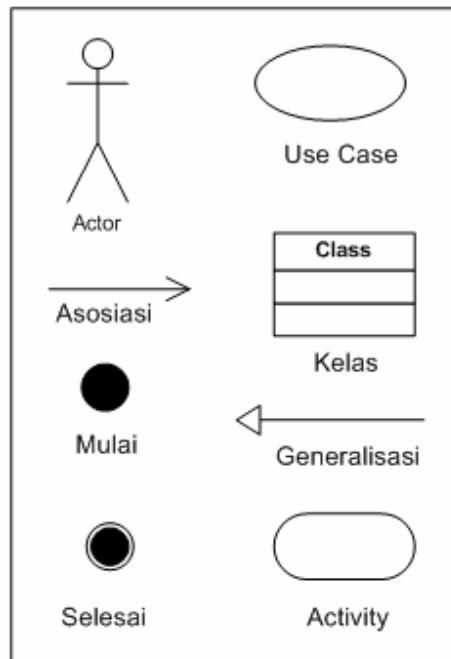 Actor
Use Case
Asosiasi
Class
Kelas
Mulai
Generalisasi
Selesai
Activity